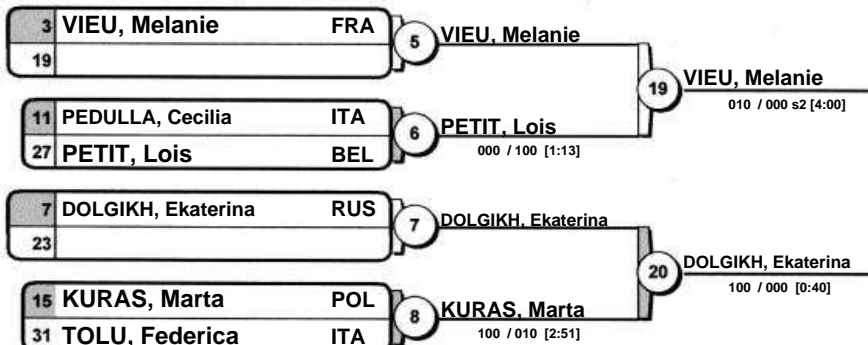 3 VIEU, Melanie FRA
19
5 VIEU, Melanie
11 PEDULLA, Cecilia ITA
27 PETIT, Lois BEL
6 PETIT, Lois
000 / 100 [1:13]
19 VIEU, Melanie
010 / 000 s2 [4:00]
7 DOLGIKH, Ekaterina RUS
23
7 DOLGIKH, Ekaterina
15 KURAS, Marta POL
31 TOLU, Federica ITA
8 KURAS, Marta
100 / 010 [2:51]
20 DOLGIKH, Ekaterina
100 / 000 [0:40]